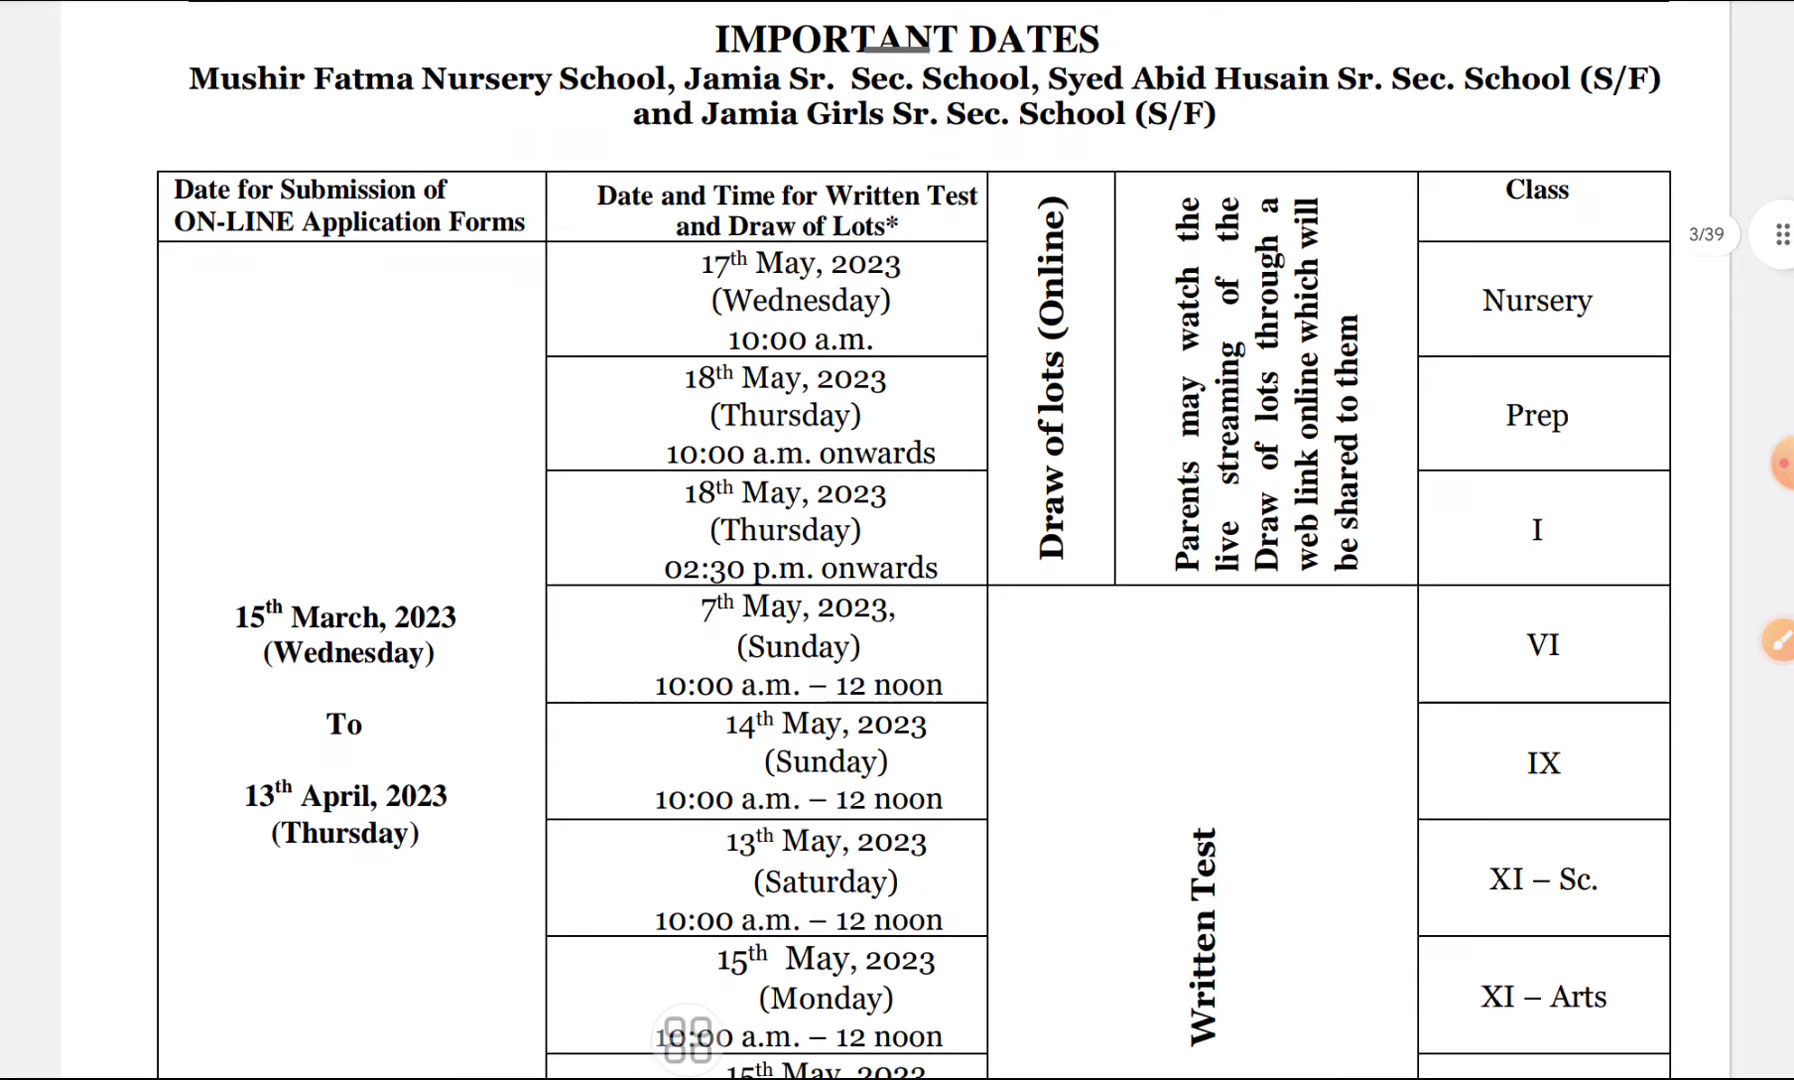 IMPORTANT DATES
Mushir Fatma Nursery School, Jamia Sr. Sec. School, Syed Abid Husain Sr. Sec. School (S/F)
and Jamia Girls Sr. Sec. School (S/F)
Date for Submission of
ON-LINE Application Forms
Date and Time for Written Test
and Draw of Lots*
Class
3/39
15th March, 2023
(Wednesday)
To
13th April, 2023
(Thursday)
17th May, 2023
(Wednesday)
10:00 a.m.
Draw of lots (Online)
Parents may watch the
live streaming of the
Draw of lots through a
web link online which will
be shared to them
Nursery
18th May, 2023
(Thursday)
10:00 a.m. onwards
Prep
18th May, 2023
(Thursday)
02:30 p.m. onwards
I
7th May, 2023,
(Sunday)
10:00 a.m. – 12 noon
Written Test
VI
14th May, 2023
(Sunday)
10:00 a.m. – 12 noon
IX
13th May, 2023
(Saturday)
10:00 a.m. – 12 noon
XI – Sc.
15th May, 2023
(Monday)
10:00 a.m. – 12 noon
XI – Arts
15th May, 2023